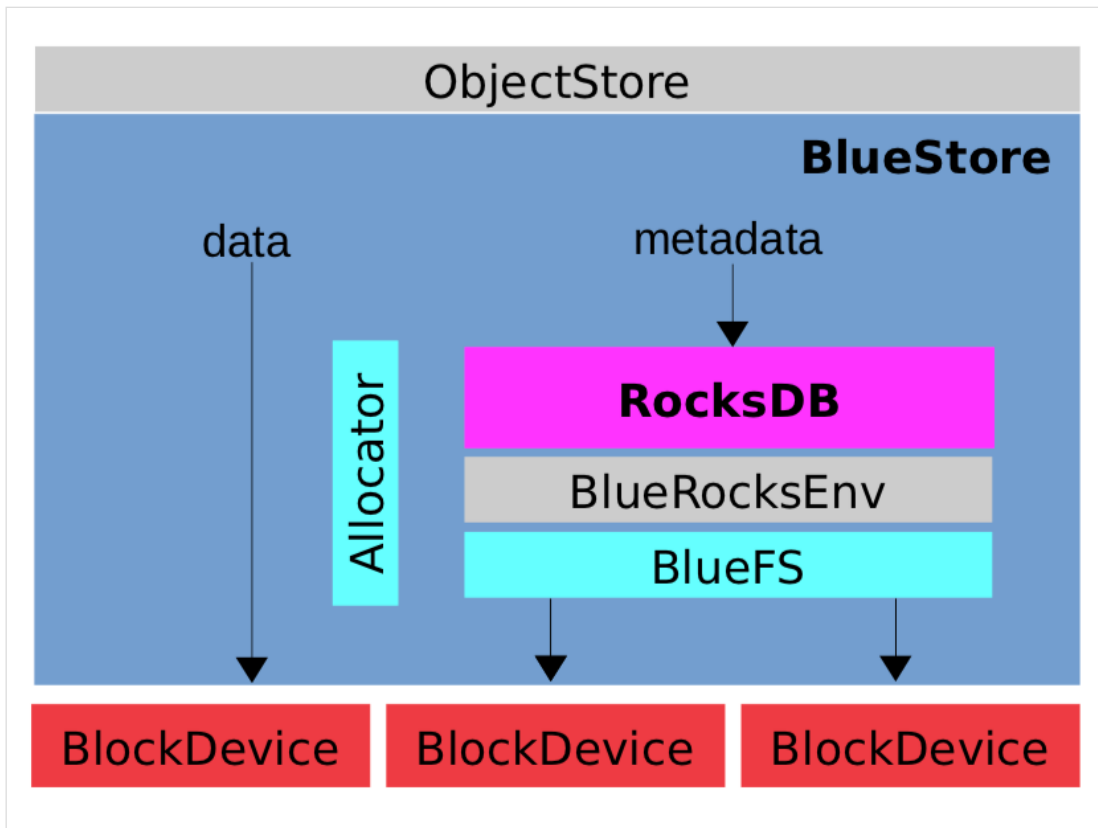 ObjectStore
BlueStore
data
metadata
Allocator
RocksDB
BlueRocksEnv
BlueFS
BlockDevice
BlockDevice
BlockDevice